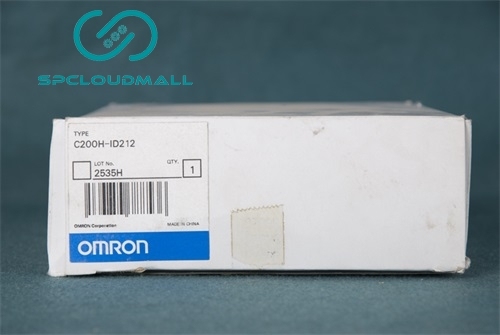 SPCLOUDMALL
TYPE
C200H-ID212
LOT No.
QTY.
2535H
1
OMRON Corporation
MADE IN CHINA
OMRON